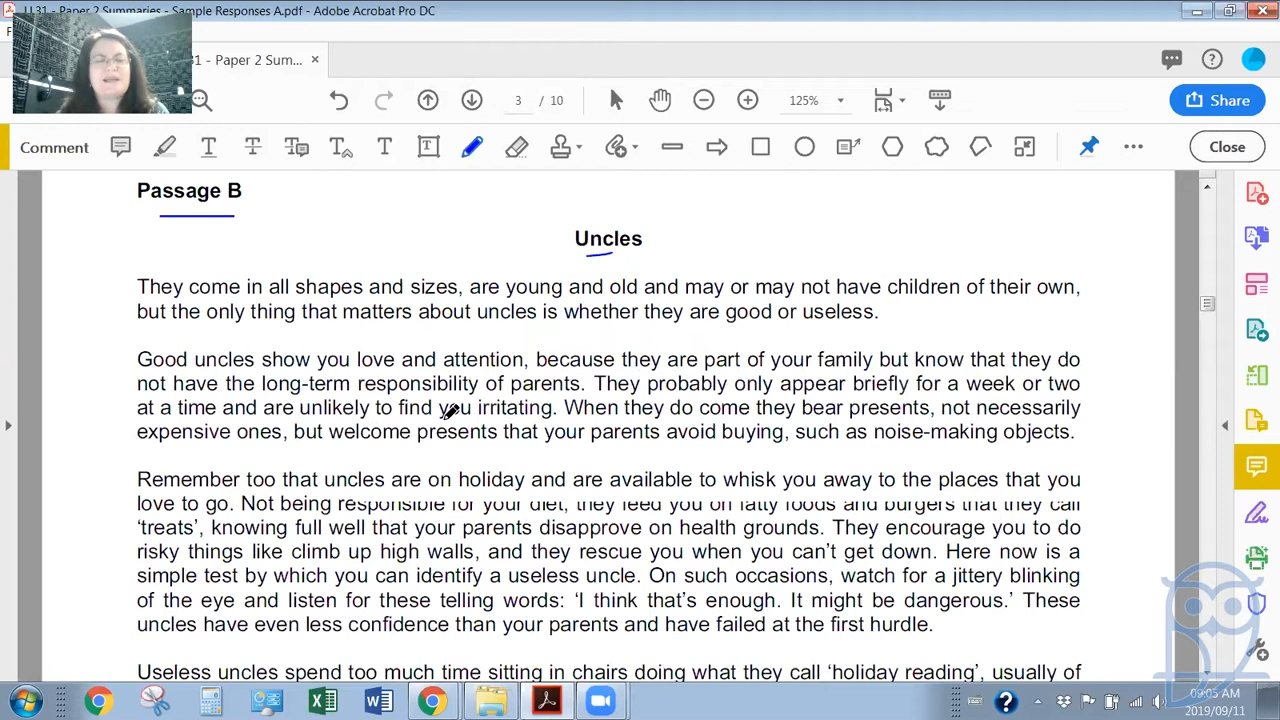 LL31 - Paper 2 Summaries - Sample Responses A.pdf - Adobe Acrobat Pro DC
31 - Paper 2 Sum...
3 / 10
125%
Share
Comment
Close
Passage B
Uncles
They come in all shapes and sizes, are young and old and may or may not have children of their own,
but the only thing that matters about uncles is whether they are good or useless.
Good uncles show you love and attention, because they are part of your family but know that they do
not have the long-term responsibility of parents. They probably only appear briefly for a week or two
at a time and are unlikely to find you irritating. When they do come they bear presents, not necessarily
expensive ones, but welcome presents that your parents avoid buying, such as noise-making objects.
Remember too that uncles are on holiday and are available to whisk you away to the places that you
love to go. Not being responsible for your diet, they feed you on fatty foods and burgers that they call
‘treats’, knowing full well that your parents disapprove on health grounds. They encourage you to do
risky things like climb up high walls, and they rescue you when you can’t get down. Here now is a
simple test by which you can identify a useless uncle. On such occasions, watch for a jittery blinking
of the eye and listen for these telling words: ‘I think that’s enough. It might be dangerous.’ These
uncles have even less confidence than your parents and have failed at the first hurdle.
Useless uncles spend too much time sitting in chairs doing what they call ‘holiday reading’, usually of
09:05 AM
2019/09/11